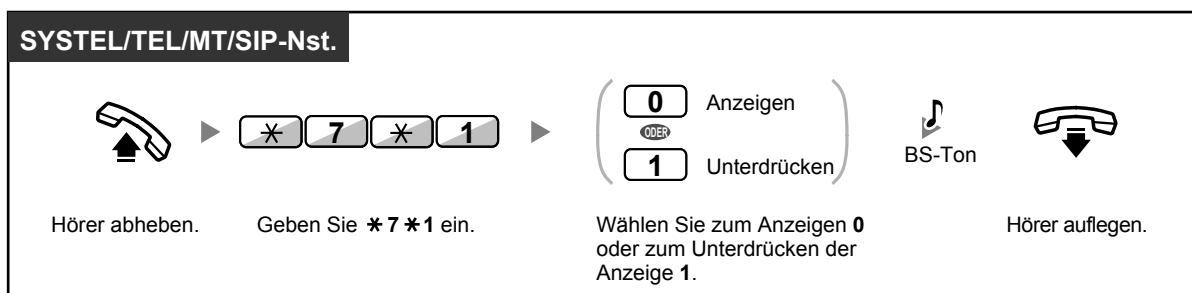 SYSTEL/TEL/MT/SIP-Nst.
0 Anzeigen
* 7 * 1
ODER
1 Unterdrücken
BS-Ton
Hörer abheben.
Geben Sie * 7 * 1 ein.
Wählen Sie zum Anzeigen 0
oder zum Unterdrücken der
Anzeige 1.
Hörer auflegen.